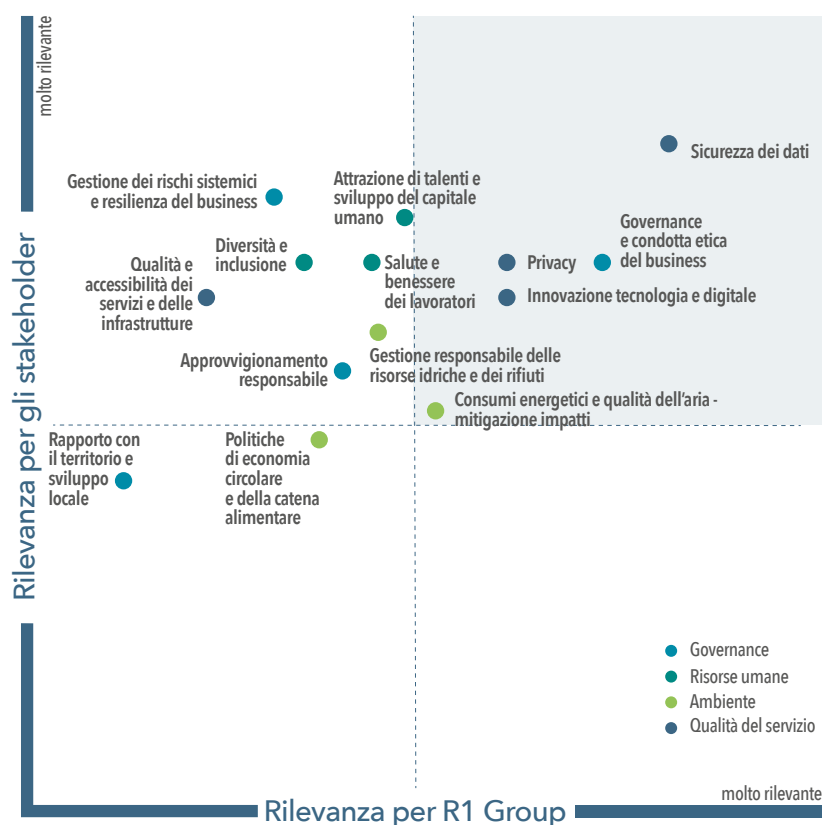 molto rilevante
Sicurezza dei dati
Gestione dei rischi sistemici
e resilienza del business
Attrazione di talenti e
sviluppo del capitale
umano
Governance
e condotta etica
del business
Diversità e
inclusione
Salute e
benessere
dei lavoratori
Privacy
Qualità e
accessibilità dei
servizi e delle
infrastrutture
Innovazione tecnologia e digitale
Gestione responsabile delle
risorse idriche e dei rifiuti
Approvvigionamento
responsabile
Consumi energetici e qualità dell'aria -
mitigazione impatti
Rapporto con
il territorio e
sviluppo
locale
Politiche
di economia
circolare
e della catena
alimentare
Rilevanza per gli stakeholder
Governance
Risorse umane
Ambiente
Qualità del servizio
molto rilevante
Rilevanza per R1 Group